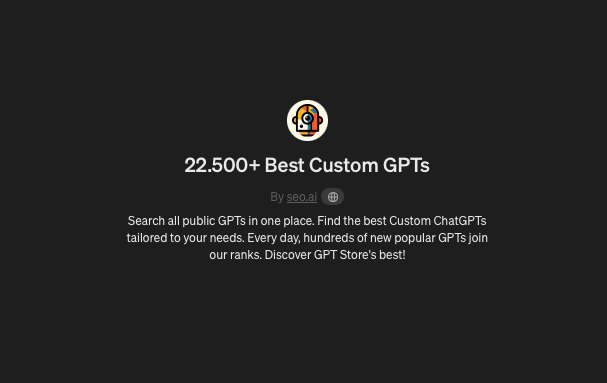 22.500+ Best Custom GPTs
By seo.ai
Search all public GPTs in one place. Find the best Custom ChatGPTs
tailored to your needs. Every day, hundreds of new popular GPTs join
our ranks. Discover GPT Store's best!